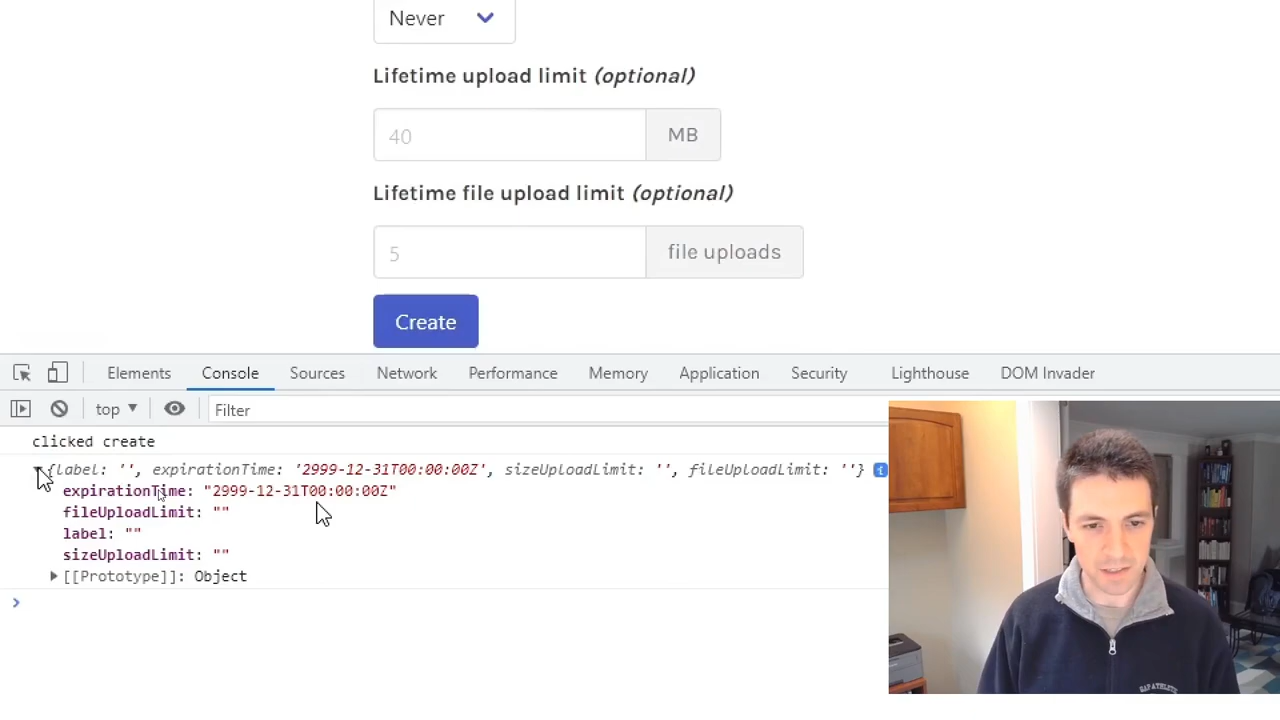 Never
Lifetime upload limit (optional)
40 MB
Lifetime file upload limit (optional)
5 file uploads
Create
Elements Console Sources Network Performance Memory Application Security Lighthouse DOM Invader
top ▼ Filter
clicked create
▼{label: '', expirationTime: '2999-12-31T00:00:00Z', sizeUploadLimit: '', fileUploadLimit: ''} i
expirationTime: "2999-12-31T00:00:00Z"
fileUploadLimit: ""
label: ""
sizeUploadLimit: ""
▶ [[Prototype]]: Object
>
GAP ATHLETIC